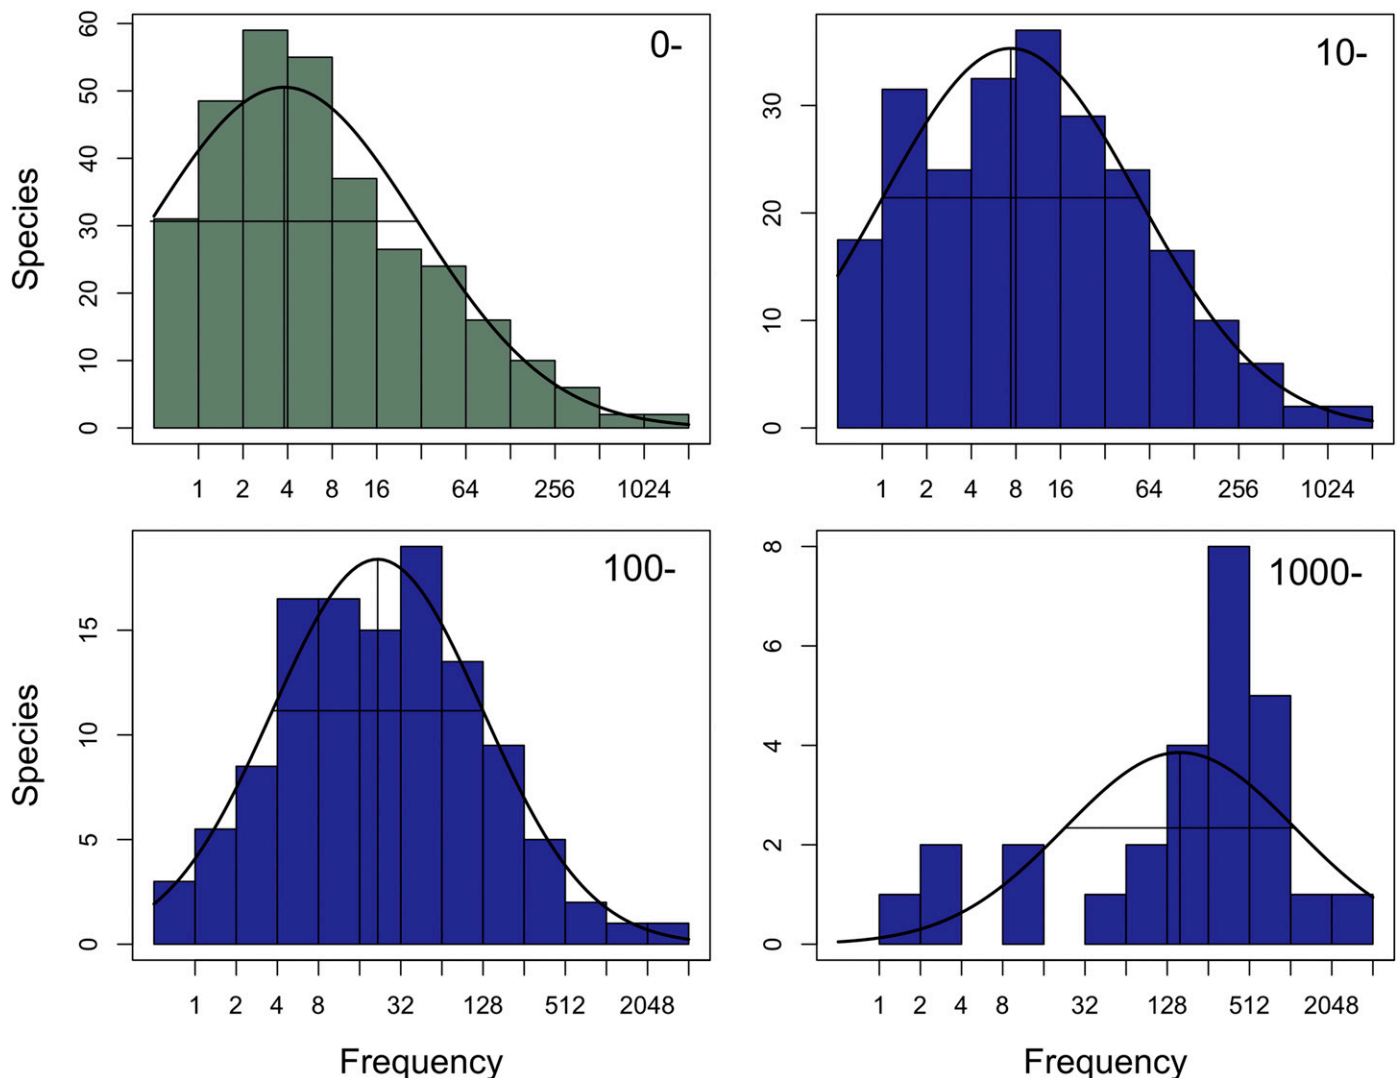 0-
Species
0 10 20 30 40 50 60
1 2 4 8 16 64 256 1024
10-
0 10 20 30
1 2 4 8 16 64 256 1024
100-
Species
0 5 10 15
1 2 4 8 32 128 512 2048
Frequency
1000-
0 2 4 6 8
1 2 4 8 32 128 512 2048
Frequency